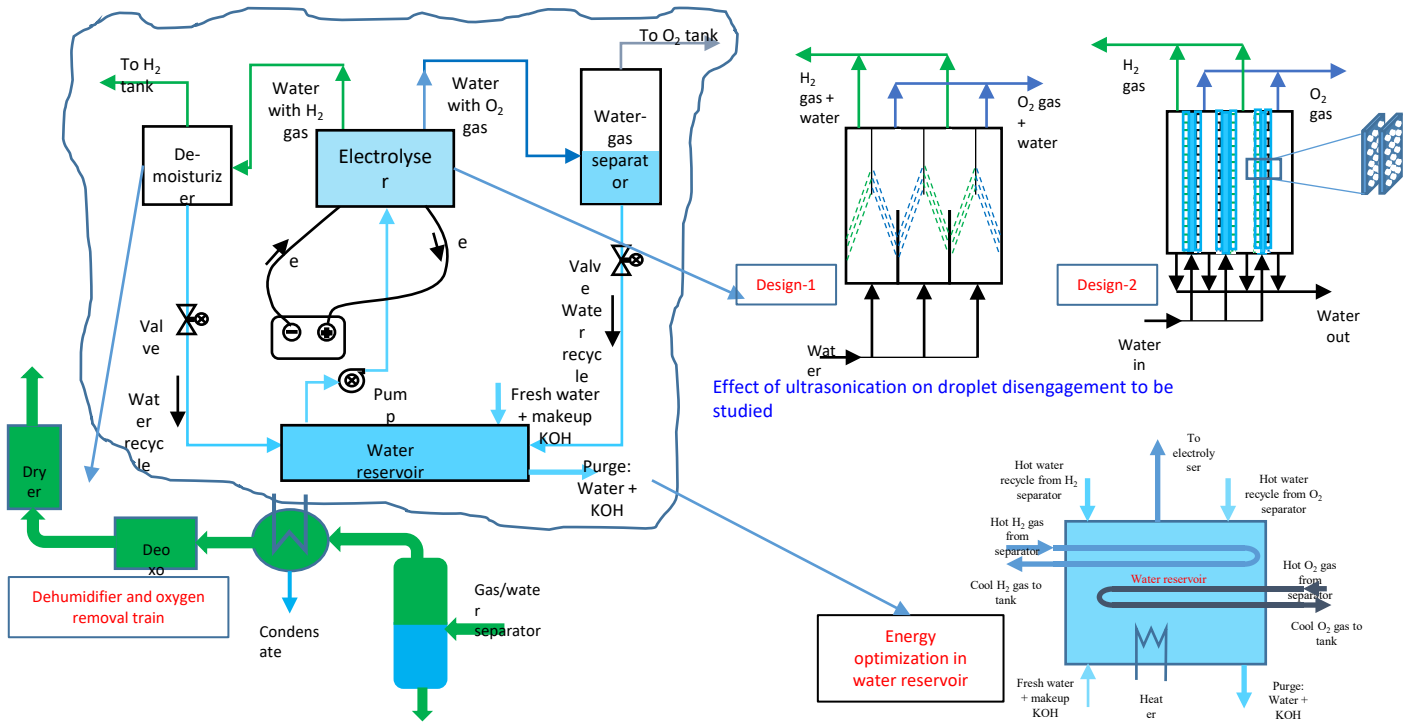 To H2
tank
Water
with H2
gas
Water
with O2
gas
To O2 tank
De-
moisturiz
er
Electrolyse
r
Water-
gas
separat
or
e
e
Valv
e
Val
ve
Wate
r
recyc
le
Wat
er
recyc
le
Pum
p
Fresh water
+ makeup
KOH
Water
reservoir
Purge:
Water +
KOH
H2
gas +
water
O2 gas
+
water
Design-1
Wat
er
H2
gas
O2
gas
Design-2
Water
in
Water
out
Effect of ultrasonication on droplet disengagement to be
studied
Dry
er
Deo
xo
Dehumidifier and oxygen
removal train
Condens
ate
Gas/wate
r
separator
Energy
optimization in
water reservoir
To
electroly
ser
Hot water
recycle from H2
separator
Hot water
recycle from O2
separator
Hot H2 gas
from
separator
Cool H2 gas to
tank
Water reservoir
Hot O2 gas
from
separator
Cool O2 gas to
tank
Fresh water
+ makeup
KOH
Heat
er
Purge:
Water +
KOH